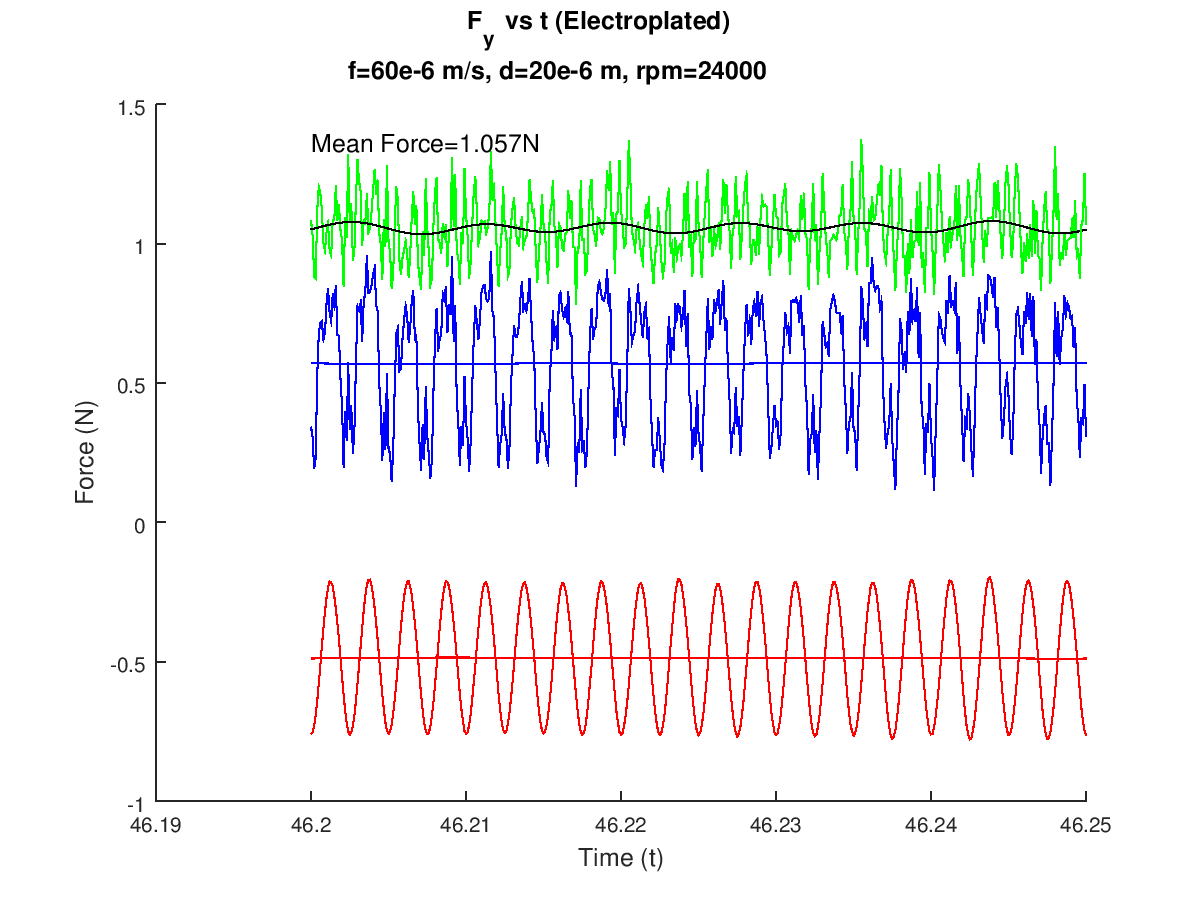 F_y vs t (Electroplated)
f=60e-6 m/s, d=20e-6 m, rpm=24000
Mean Force=1.057N
1.5
1
0.5
0
-0.5
-1
Force (N)
46.19 46.2 46.21 46.22 46.23 46.24 46.25
Time (t)